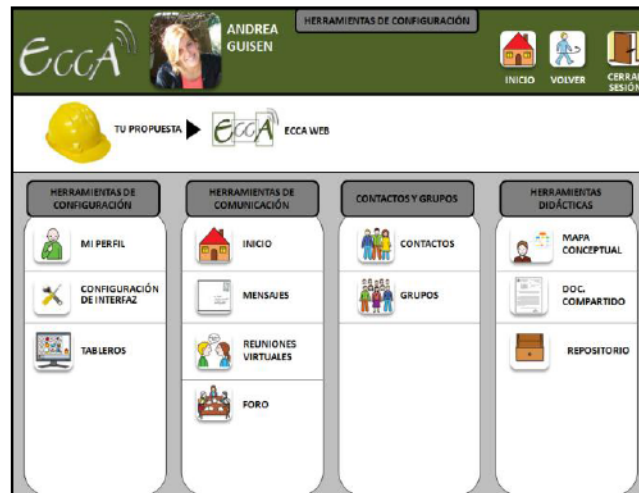 HERRAMIENTAS DE CONFIGURACIÓN
ECCA
ANDREA
GUISEN
INICIO
VOLVER
CERRAR
SESIÓN
TU PROPUESTA
ECCA
ECCA WEB
HERRAMIENTAS DE
CONFIGURACIÓN
MI PERFIL
CONFIGURACIÓN
DE INTERFAZ
TABLEROS
HERRAMIENTAS DE
COMUNICACIÓN
INICIO
MENSAJES
REUNIONES
VIRTUALES
FORO
CONTACTOS Y GRUPOS
CONTACTOS
GRUPOS
HERRAMIENTAS
DIDÁCTICAS
MAPA
CONCEPTUAL
DOC.
COMPARTIDO
REPOSITORIO